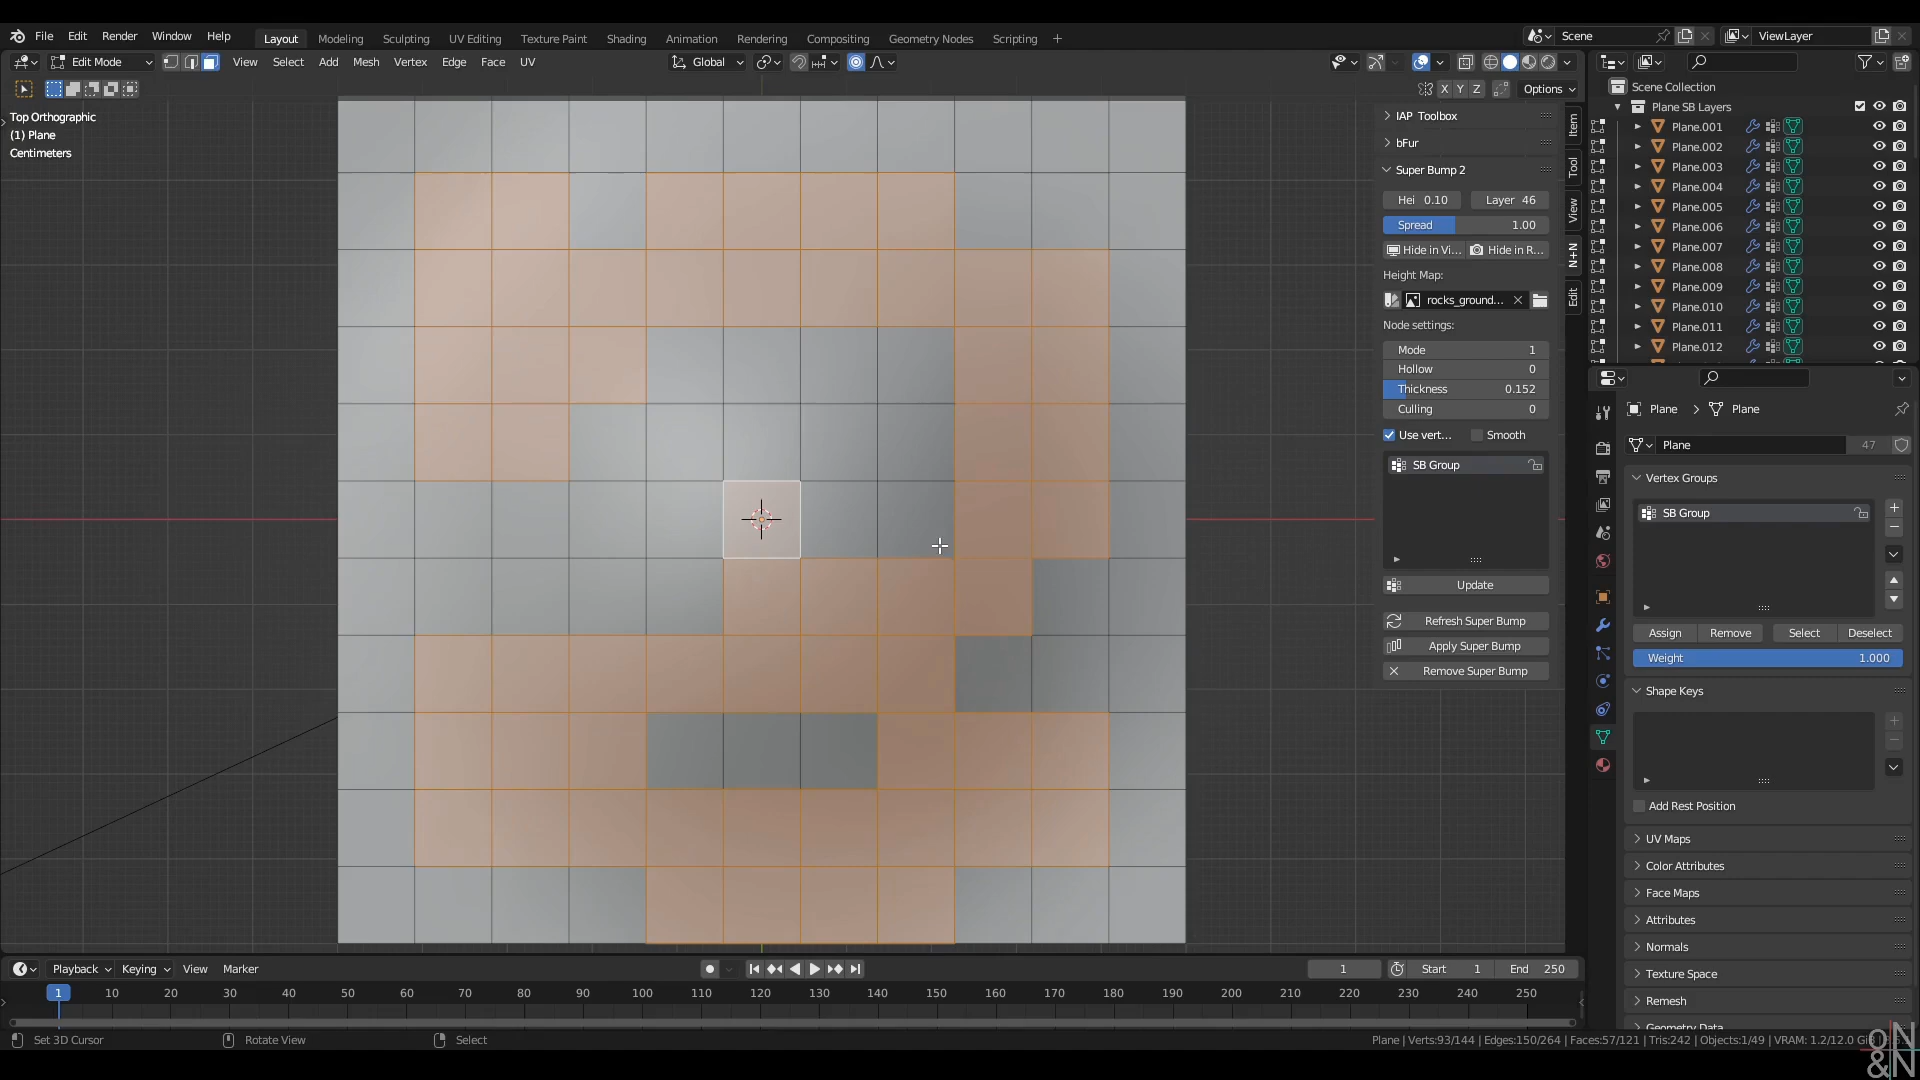 File Edit Render Window Help Layout Modeling Sculpting UV Editing Texture Paint Shading Animation Rendering Compositing Geometry Nodes Scripting + Scene ViewLayer
Edit Mode View Select Add Mesh Vertex Edge Face UV Global
X Y Z Options
Top Orthographic
(1) Plane
Centimeters
IAP Toolbox
bFur
Super Bump 2
Hei 0.10 Layer 46
Spread 1.00
Hide in Vi... Hide in R...
Height Map:
rocks_ground...
Node settings:
Mode 1
Hollow 0
Thickness 0.152
Culling 0
Use vert... Smooth
SB Group
Update
Refresh Super Bump
Apply Super Bump
Remove Super Bump
Item
Tool
View
N+N
Edit
Scene Collection
Plane SB Layers
Plane.001
Plane.002
Plane.003
Plane.004
Plane.005
Plane.006
Plane.007
Plane.008
Plane.009
Plane.010
Plane.011
Plane.012
Plane > Plane
Plane 47
Vertex Groups
SB Group
Assign Remove Select Deselect
Weight 1.000
Shape Keys
Add Rest Position
UV Maps
Color Attributes
Face Maps
Attributes
Normals
Texture Space
Remesh
Geometry Data
Playback Keying View Marker 1 Start 1 End 250
1 10 20 30 40 50 60 70 80 90 100 110 120 130 140 150 160 170 180 190 200 210 220 230 240 250
Set 3D Cursor Rotate View Select Plane | Verts:93/144 | Edges:150/264 | Faces:57/121 | Tris:242 | Objects:1/49 | VRAM: 1.2/12.0 Gi
&N